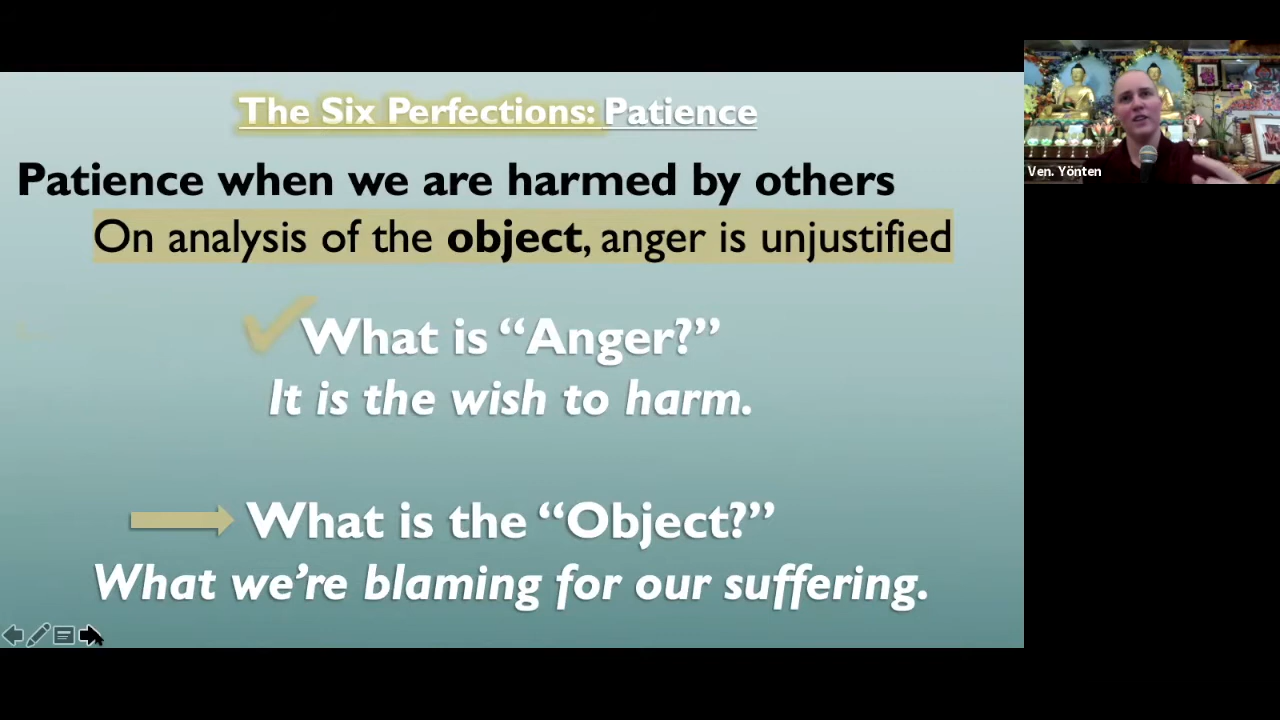 The Six Perfections: Patience
Patience when we are harmed by others
On analysis of the object, anger is unjustified
What is “Anger?”
It is the wish to harm.
What is the “Object?”
What we’re blaming for our suffering.
Ven. Yönten